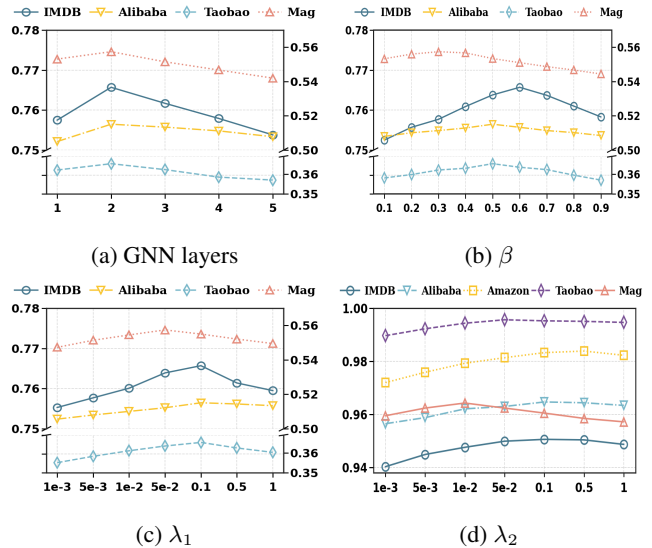 IMDB Alibaba Taobao Mag
0.78
0.77
0.76
0.75
0.56
0.54
0.52
0.50
0.36
0.35
1 2 3 4 5
(a) GNN layers
IMDB Alibaba Taobao Mag
0.78
0.77
0.76
0.75
0.56
0.54
0.52
0.50
0.36
0.35
0.1 0.2 0.3 0.4 0.5 0.6 0.7 0.8 0.9
(b) β
IMDB Alibaba Taobao Mag
0.78
0.77
0.76
0.75
0.56
0.54
0.52
0.50
0.36
0.35
1e-3 5e-3 1e-2 5e-2 0.1 0.5 1
(c) λ1
IMDB Alibaba Amazon Taobao Mag
1.00
0.98
0.96
0.94
1e-3 5e-3 1e-2 5e-2 0.1 0.5 1
(d) λ2